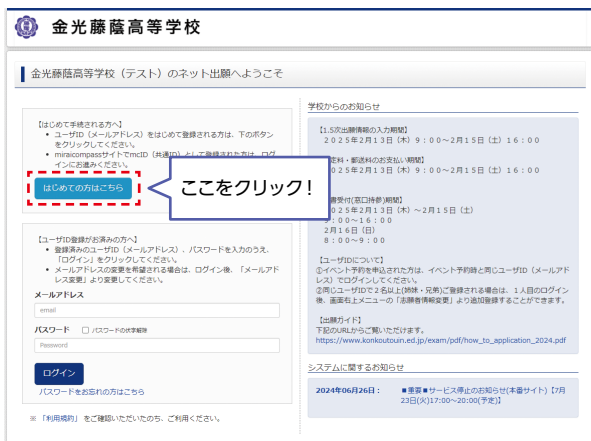 金光藤蔭高等学校
金光藤蔭高等学校（テスト）のネット出願へようこそ
【はじめて手続される方へ】
• ユーザID（メールアドレス）をはじめて登録される方は、下のボタン
をクリックしてください。
• miraicompassサイトでmcID（共通ID）として登録された方は、ログ
インにお進みください。
はじめての方はこちら
ここをクリック！
【ユーザID登録がお済みの方へ】
• 登録済みのユーザID（メールアドレス）、パスワードを入力のうえ、
「ログイン」をクリックしてください。
• メールアドレスの変更を希望される場合は、ログイン後、「メールアド
レス変更」より変更してください。
メールアドレス
email
パスワード □ パスワードの伏字解除
Password
ログイン
パスワードをお忘れの方はこちら
※ 「利用規約」 をご確認いただいたのち、ご利用ください。
学校からのお知らせ
【1.5次出願情報の入力期間】
２０２５年２月１３日（木）９：００～２月１５日（土）１６：００
定料・郵送料のお支払い期間】
２０２５年２月１３日（木）９：００～２月１５日（土）１６：００
書受付(窓口持参)期間】
０２５年２月１３日（木）～２月１５日（土）
９：００～１６：００
２月１６日（日）
８：００～９：００
【ユーザIDについて】
①イベント予約を申込された方は、イベント予約時と同じユーザID（メールアド
レス）でログインしてください。
②同じユーザIDで２名以上(姉妹・兄弟)ご登録される場合は、１人目のログイン
後、画面右上メニューの「志願者情報変更」より追加登録することができます。
【出願ガイド】
下記のURLからご覧いただけます。
https://www.konkoutouin.ed.jp/exam/pdf/how_to_application_2024.pdf
システムに関するお知らせ
2024年06月26日： ■重要■サービス停止のお知らせ(本番サイト)【7月
23日(火)17:00～20:00(予定)】